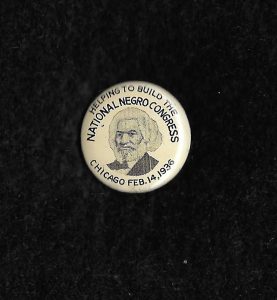 HELPING TO BUILD THE
NATIONAL NEGRO CONGRESS
CHICAGO FEB. 14, 1936